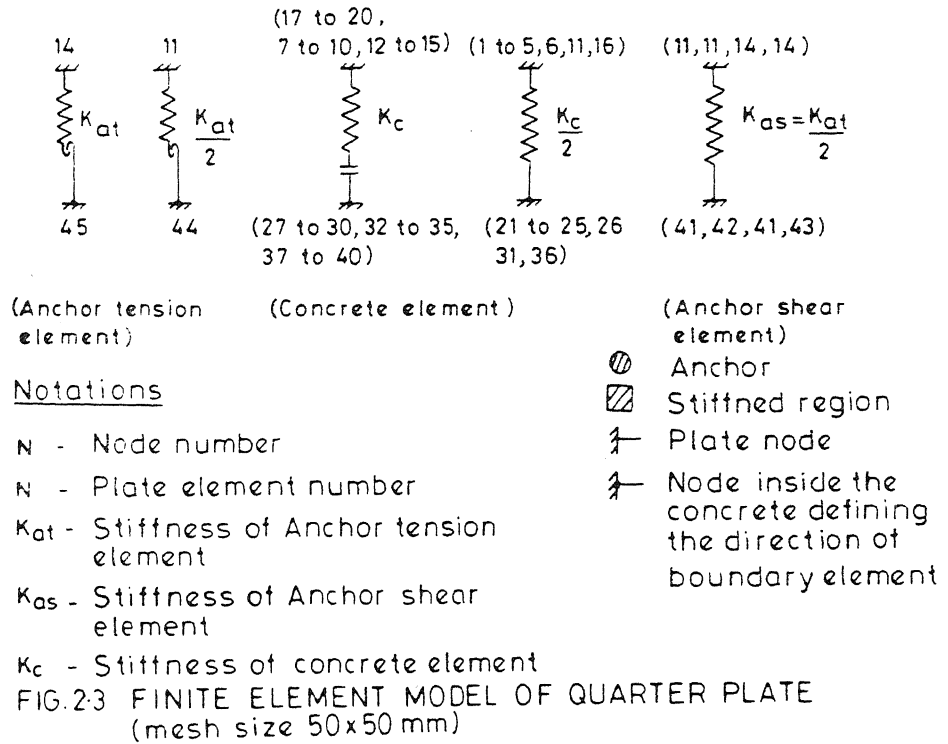 (17 to 20,
14 11 7 to 10,12 to 15) (1 to 5,6,11,16) (11,11,14,14)
Kat Kat/2 Kc Kc/2 Kas=Kat/2
45 44 (27 to 30,32 to 35, (21 to 25,26 (41,42,41,43)
37 to 40) 31,36)
(Anchor tension (Concrete element) (Anchor shear
element) element)
Anchor
Notations
Stiffned region
N - Node number
Plate node
N - Plate element number
Node inside the
concrete defining
the direction of
boundary element
Kat - Stiffness of Anchor tension
element
Kas - Stiffness of Anchor shear
element
Kc - Stiffness of concrete element
FIG.2.3 FINITE ELEMENT MODEL OF QUARTER PLATE
(mesh size 50x50 mm)